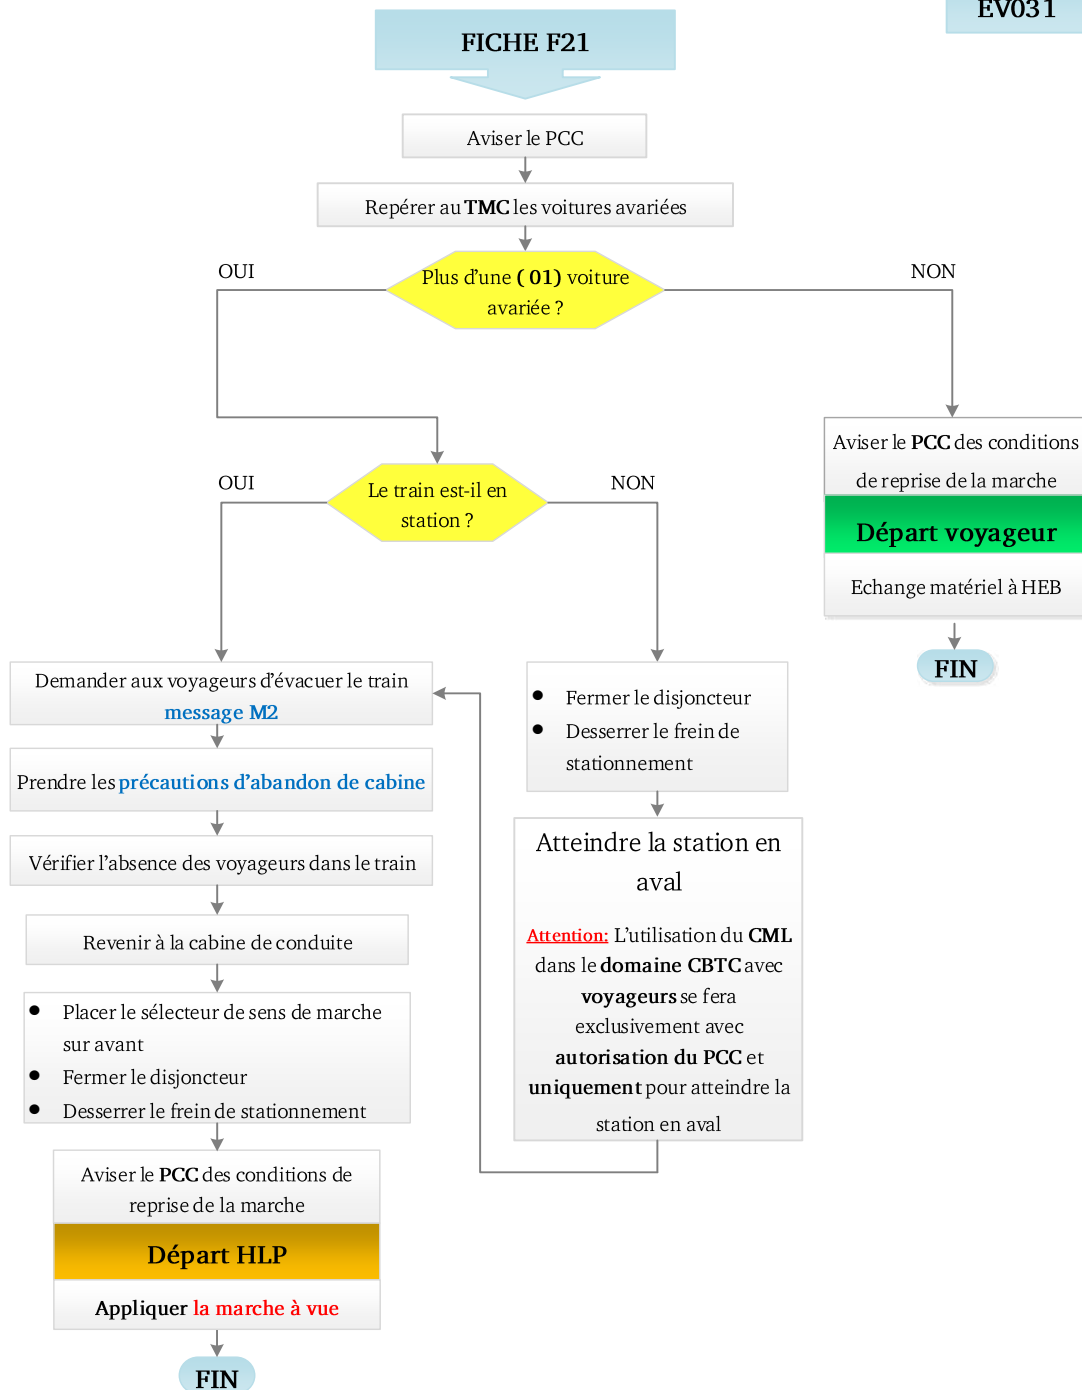 EV031
FICHE F21
Aviser le PCC
Repérer au TMC les voitures avariées
Plus d'une ( 01) voiture
avariée ?
OUI
NON
Aviser le PCC des conditions
de reprise de la marche
Départ voyageur
Echange matériel à HEB
FIN
Le train est-il en
station ?
OUI
NON
Demander aux voyageurs d'évacuer le train
message M2
Prendre les précautions d'abandon de cabine
Vérifier l'absence des voyageurs dans le train
Revenir à la cabine de conduite
• Placer le sélecteur de sens de marche
sur avant
• Fermer le disjoncteur
• Desserrer le frein de stationnement
Aviser le PCC des conditions de
reprise de la marche
Départ HLP
Appliquer la marche à vue
FIN
• Fermer le disjoncteur
• Desserrer le frein de
stationnement
Atteindre la station en
aval
Attention: L'utilisation du CML
dans le domaine CBTC avec
voyageurs se fera
exclusivement avec
autorisation du PCC et
uniquement pour atteindre la
station en aval